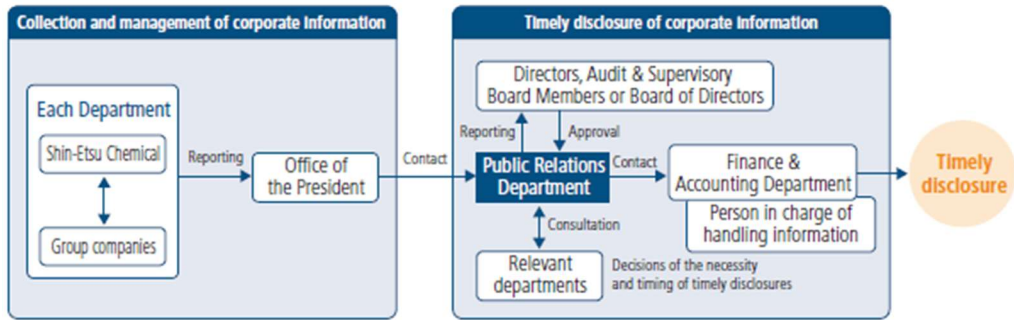 Collection and management of corporate information
Each Department
Shin-Etsu Chemical
Group companies
Reporting
Office of
the President
Contact
Timely disclosure of corporate information
Directors, Audit & Supervisory
Board Members or Board of Directors
Reporting
Approval
Public Relations
Department
Contact
Finance &
Accounting Department
Person in charge of
handling information
Consultation
Relevant
departments
Decisions of the necessity
and timing of timely disclosures
Timely
disclosure